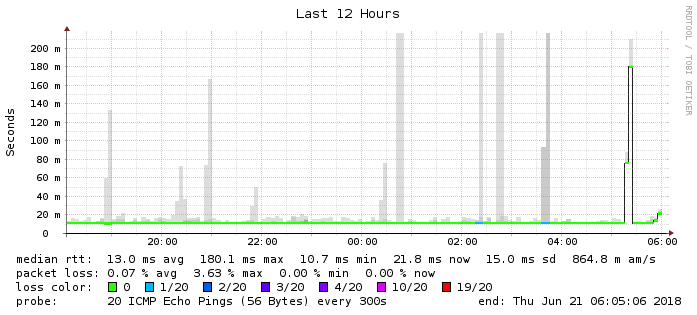 Last 12 Hours
RRDTOOL / TOBI OETIKER
Seconds
200 m
180 m
160 m
140 m
120 m
100 m
80 m
60 m
40 m
20 m
0
20:00 22:00 00:00 02:00 04:00 06:00
median rtt: 13.0 ms avg 180.1 ms max 10.7 ms min 21.8 ms now 15.0 ms sd 864.8 m am/s
packet loss: 0.07 % avg 3.63 % max 0.00 % min 0.00 % now
loss color: 0 1/20 2/20 3/20 4/20 10/20 19/20
probe: 20 ICMP Echo Pings (56 Bytes) every 300s end: Thu Jun 21 06:05:06 2018